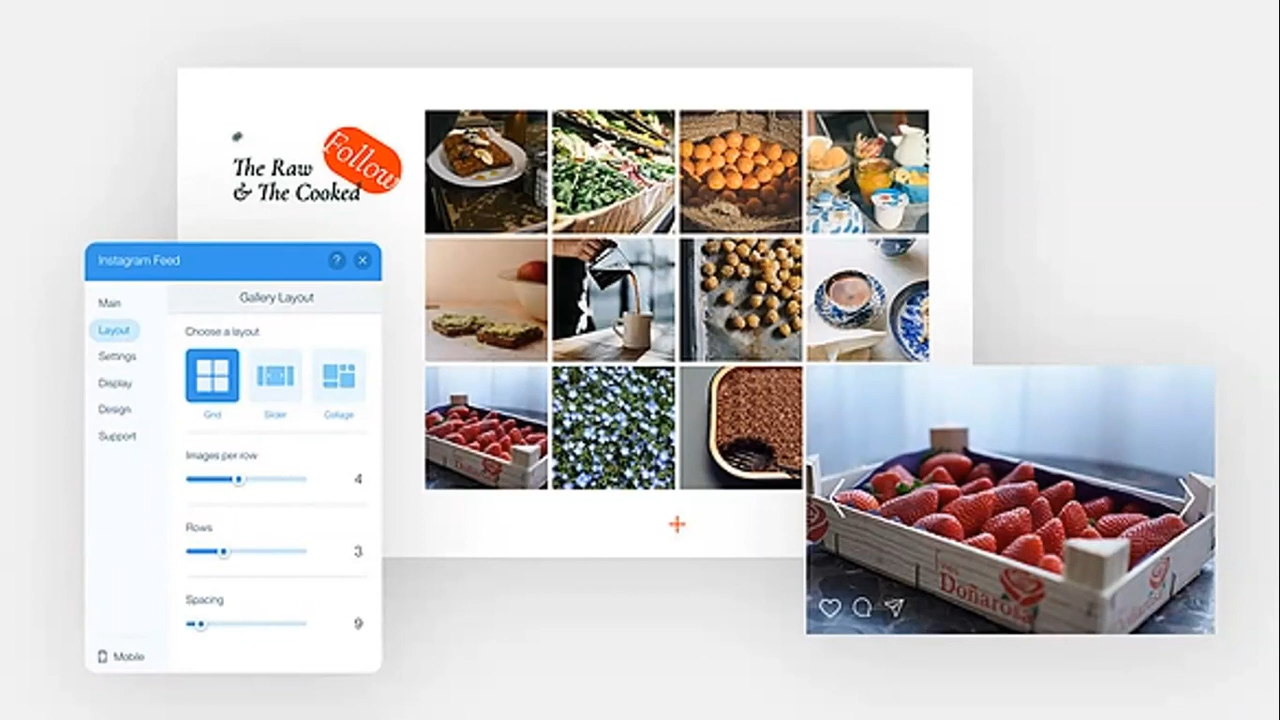 The Raw
& The Cooked
Follow
Instagram Feed
?
Gallery Layout
Main
Layout
Settings
Display
Design
Support
Choose a layout
Grid
Slider
Collage
Images per row
4
Rows
3
Spacing
9
Mobile
Doñarosa